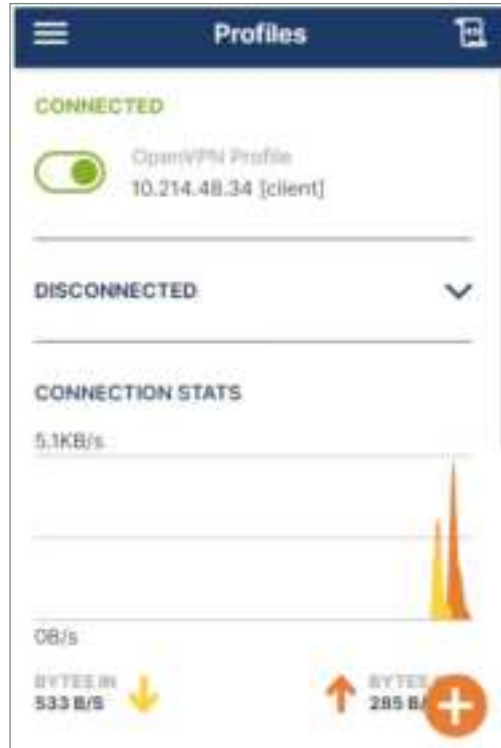 Profiles
CONNECTED
OpenVPN Profile
10.214.48.34 [client]
DISCONNECTED
CONNECTION STATS
5.1KB/s
0B/s
BYTES IN
533 B/S
BYTES
285 B/